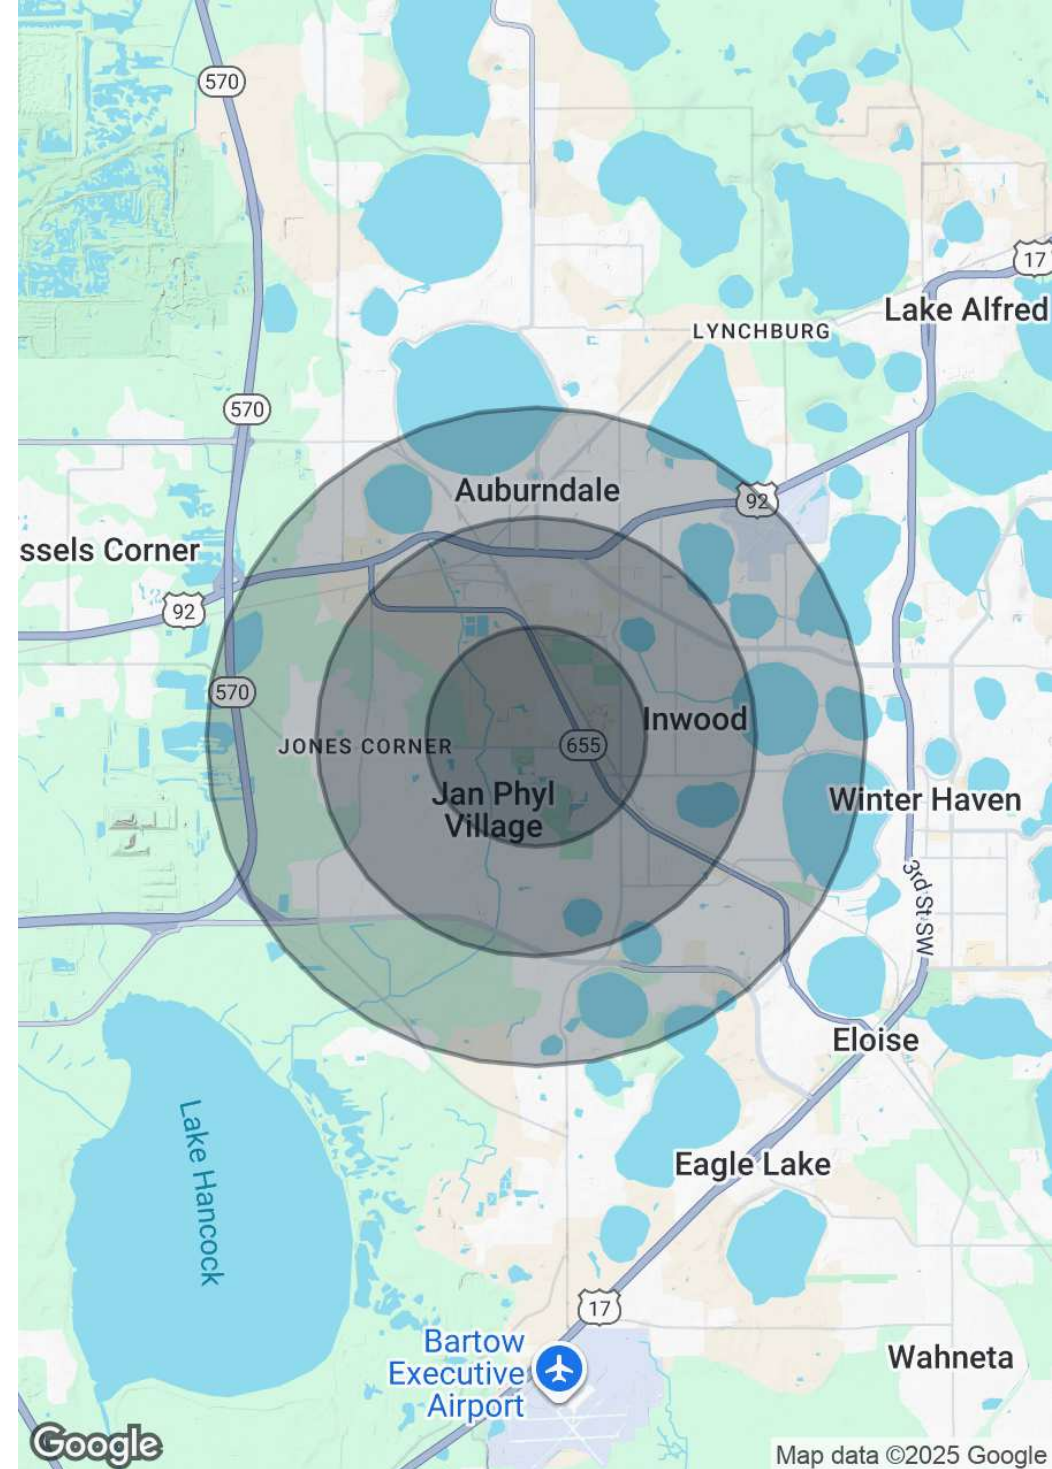 570
17
Lake Alfred
LYNCHBURG
570
Auburndale
92
ssels Corner
92
570
Inwood
JONES CORNER
655
Jan Phyl
Village
Winter Haven
3rd St SW
Eloise
Lake Hancock
Eagle Lake
17
Bartow
Executive
Airport
Wahneta
Google
Map data ©2025 Google